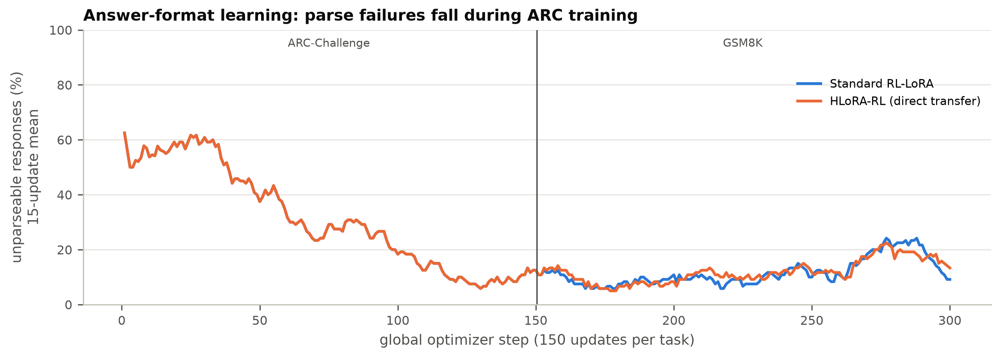 Answer-format learning: parse failures fall during ARC training
unparseable responses (%)
15-update mean
100
80
60
40
20
0
ARC-Challenge
GSM8K
Standard RL-LoRA
HLoRA-RL (direct transfer)
0
50
100
150
200
250
300
global optimizer step (150 updates per task)